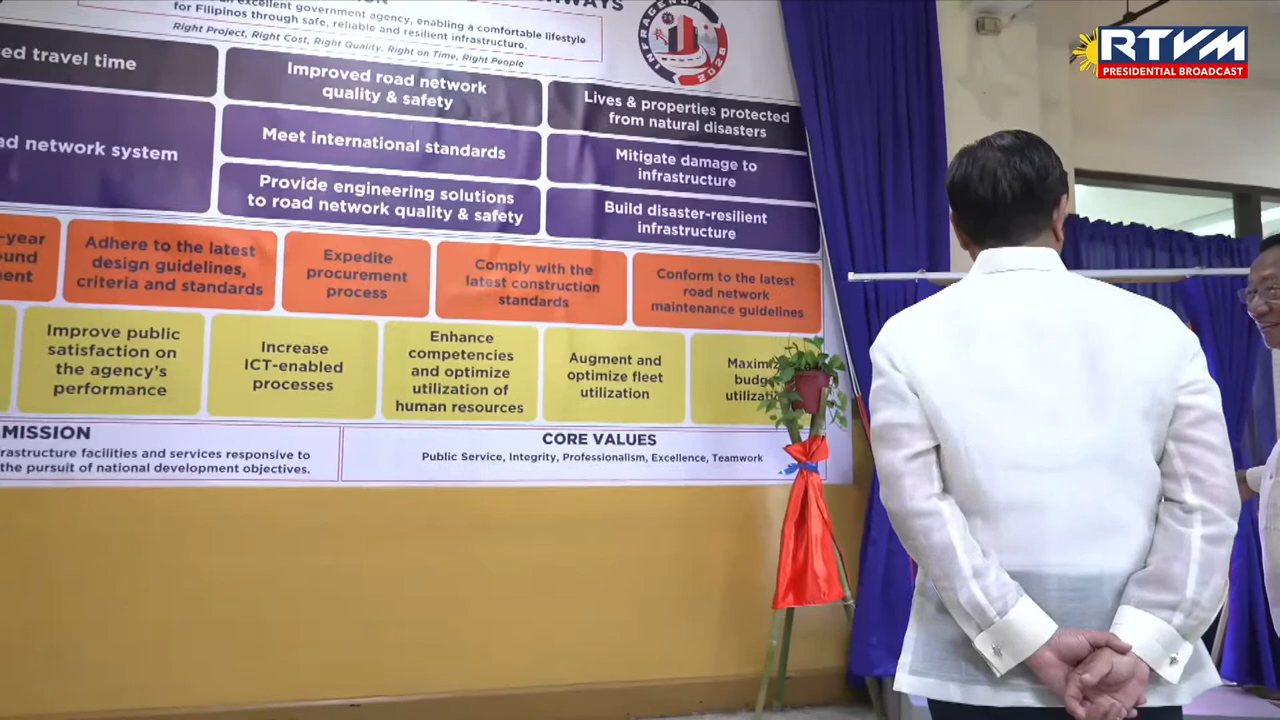 HWAYS
excellent government agency, enabling a comfortable lifestyle
for Filipinos through safe, reliable and resilient infrastructure.
Right Project, Right Cost, Right Quality, Right on Time, Right People
INFRAGENDA
2028
RTVM
PRESIDENTIAL BROADCAST
ed travel time
Improved road network
quality & safety
Lives & properties protected
from natural disasters
ad network system
Meet international standards
Mitigate damage to
infrastructure
Provide engineering solutions
to road network quality & safety
Build disaster-resilient
infrastructure
-year
ound
ent
Adhere to the latest
design guidelines,
criteria and standards
Expedite
procurement
process
Comply with the
latest construction
standards
Conform to the latest
road network
maintenance guidelines
Improve public
satisfaction on
the agency's
performance
Increase
ICT-enabled
processes
Enhance
competencies
and optimize
utilization of
human resources
Augment and
optimize fleet
utilization
Maximi
budge
utilizati
MISSION
rastructure facilities and services responsive to
the pursuit of national development objectives.
CORE VALUES
Public Service, Integrity, Professionalism, Excellence, Teamwork